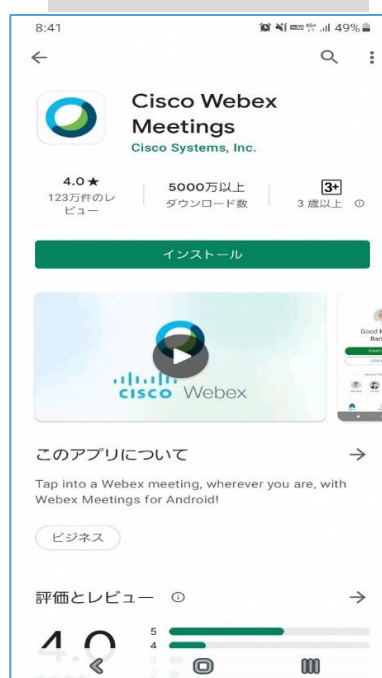 8:41
49%
Cisco Webex
Meetings
Cisco Systems, Inc.
4.0★
123万件のレ
ビュー
5000万以上
ダウンロード数
3+
3 歳以上
インストール
cisco Webex
Good
このアプリについて
Tap into a Webex meeting, wherever you are, with
Webex Meetings for Android!
ビジネス
評価とレビュー
4.0
5
4
2